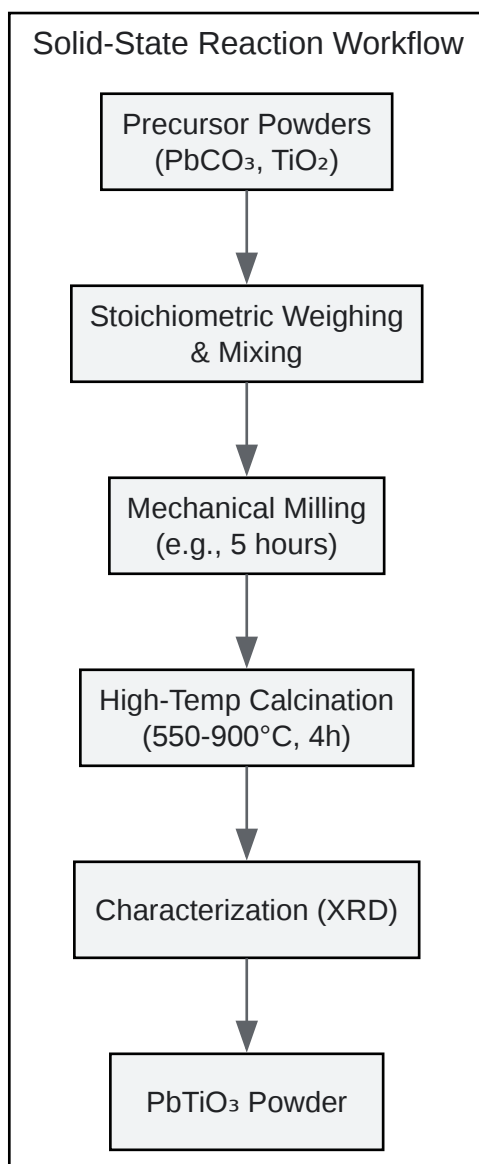 Solid-State Reaction Workflow
Precursor Powders
(PbCO₃, TiO₂)
Stoichiometric Weighing
& Mixing
Mechanical Milling
(e.g., 5 hours)
High-Temp Calcination
(550-900°C, 4h)
Characterization (XRD)
PbTiO₃ Powder